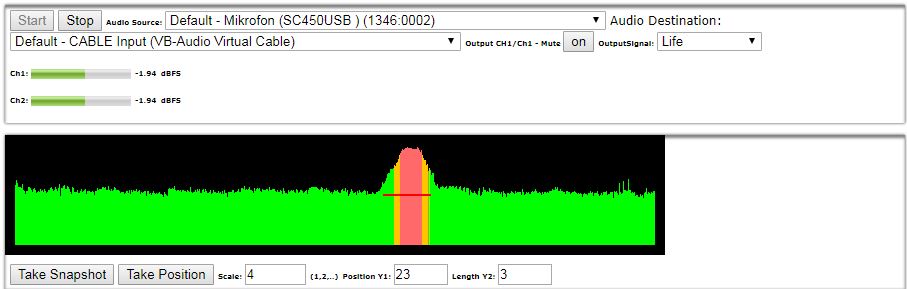 Start Stop Audio Source: Default - Mikrofon (SC450USB ) (1346:0002) Audio Destination:
Default - CABLE Input (VB-Audio Virtual Cable) Output CH1/Ch1 - Mute on OutputSignal: Life
Ch1: -1.94 dBFS
Ch2: -1.94 dBFS
Take Snapshot Take Position Scale: 4 (1,2,..) Position Y1: 23 Length Y2: 3